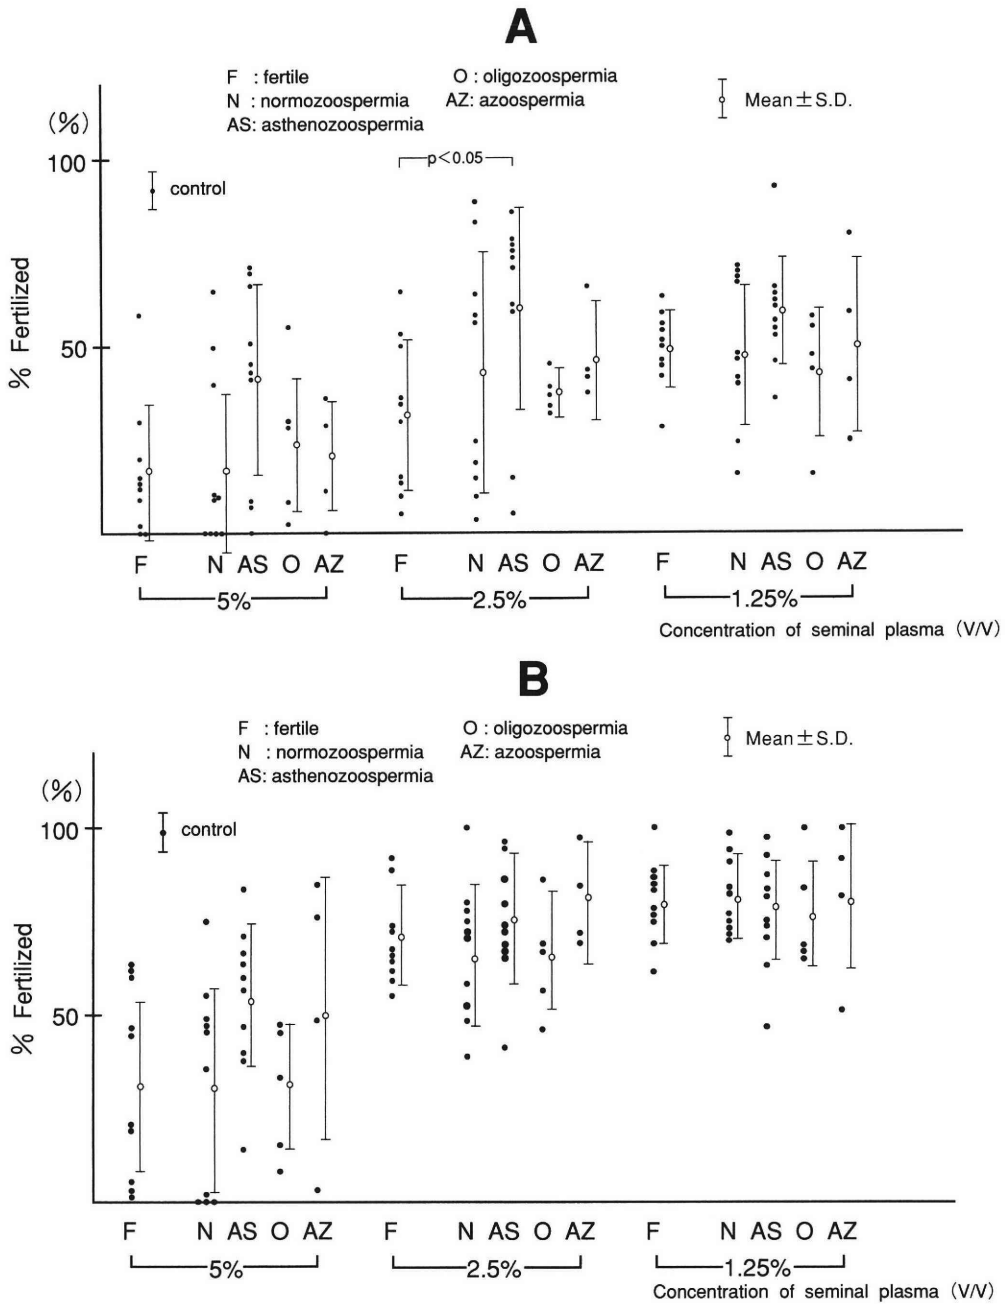 A
F : fertile
O : oligozoospermia
N : normozoospermia
AZ: azoospermia
AS: asthenozoospermia
Mean±S.D.
(%)
100
p<0.05
control
% Fertilized
50
F N AS O AZ F N AS O AZ F N AS O AZ
5% 2.5% 1.25%
Concentration of seminal plasma (V/V)
B
F : fertile
O : oligozoospermia
N : normozoospermia
AZ: azoospermia
AS: asthenozoospermia
Mean±S.D.
(%)
100
control
% Fertilized
50
F N AS O AZ F N AS O AZ F N AS O AZ
5% 2.5% 1.25%
Concentration of seminal plasma (V/V)